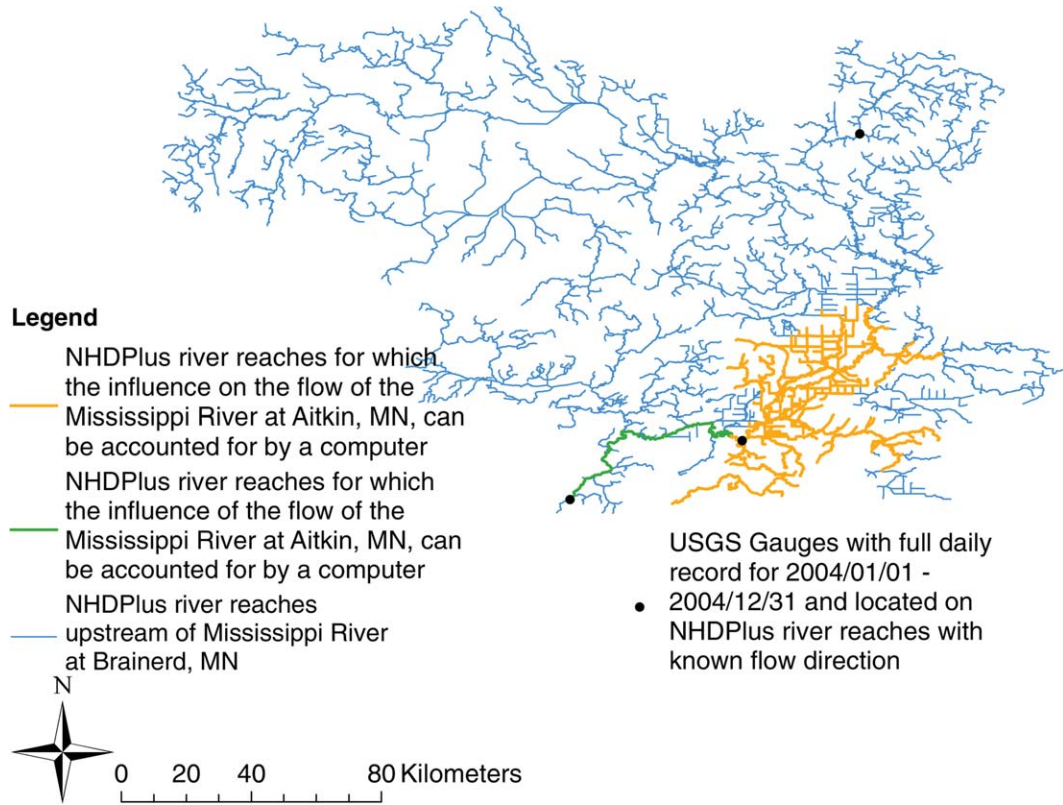 Legend
NHDPlus river reaches for which
the influence on the flow of the
Mississippi River at Aitkin, MN, can
be accounted for by a computer
NHDPlus river reaches for which
the influence of the flow of the
Mississippi River at Aitkin, MN, can
be accounted for by a computer
NHDPlus river reaches
upstream of Mississippi River
at Brainerd, MN
USGS Gauges with full daily
record for 2004/01/01 -
2004/12/31 and located on
NHDPlus river reaches with
known flow direction
N
0 20 40 80 Kilometers